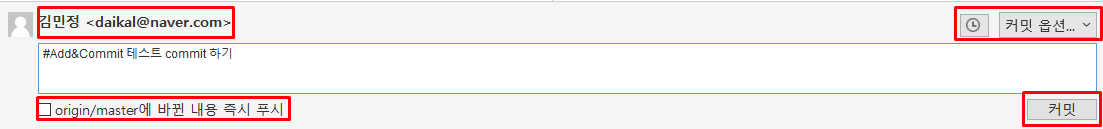 김민정 <daikal@naver.com>
커밋 옵션...
#Add&Commit 테스트 commit 하기
origin/master에 바뀐 내용 즉시 푸시
커밋